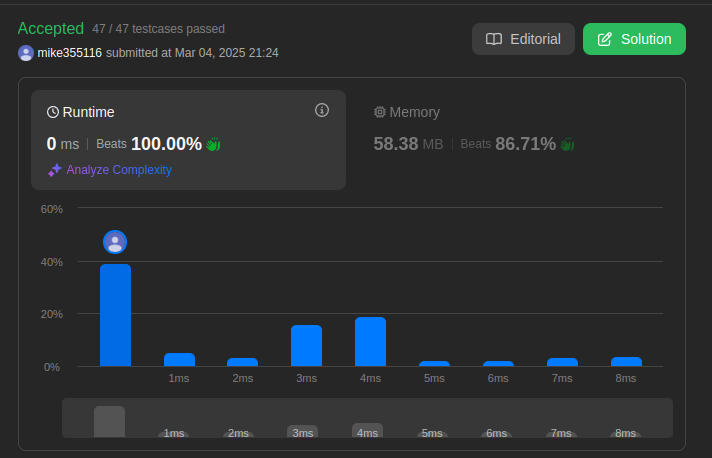 Accepted 47 / 47 testcases passed
mike355116 submitted at Mar 04, 2025 21:24
Editorial
Solution
Runtime
0 ms | Beats 100.00%
Analyze Complexity
Memory
58.38 MB | Beats 86.71%
60%
40%
20%
0%
1ms 2ms 3ms 4ms 5ms 6ms 7ms 8ms
1ms 2ms 3ms 4ms 5ms 6ms 7ms 8ms